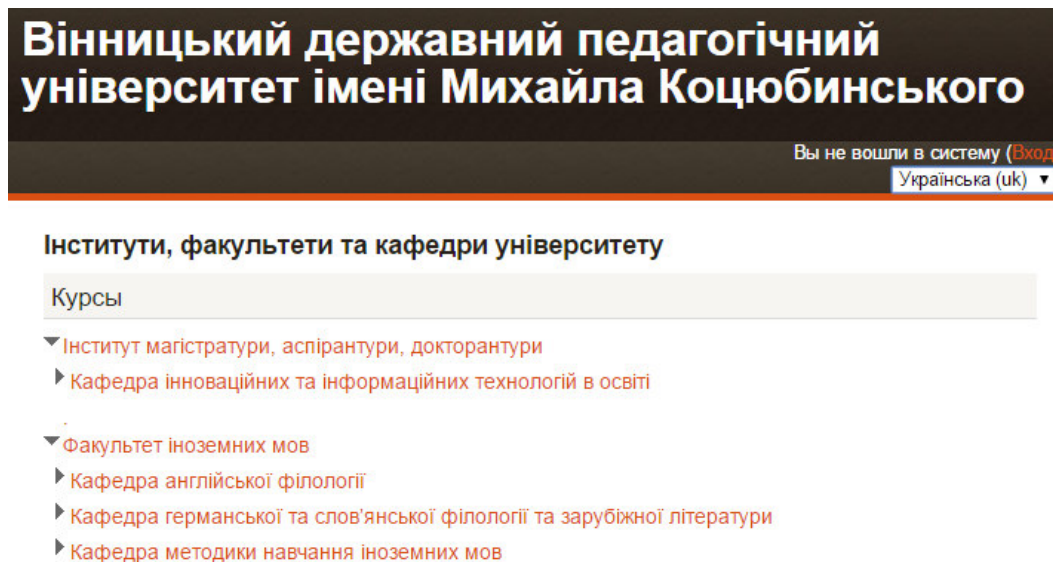 Вінницький державний педагогічний
університет імені Михайла Коцюбинського
Вы не вошли в систему (Вход
Українська (uk)
Інститути, факультети та кафедри університету
Курсы
Інститут магістратури, аспірантури, докторантури
Кафедра інноваційних та інформаційних технологій в освіті
.
Факультет іноземних мов
Кафедра англійської філології
Кафедра германської та слов'янської філології та зарубіжної літератури
Кафедра методики навчання іноземних мов